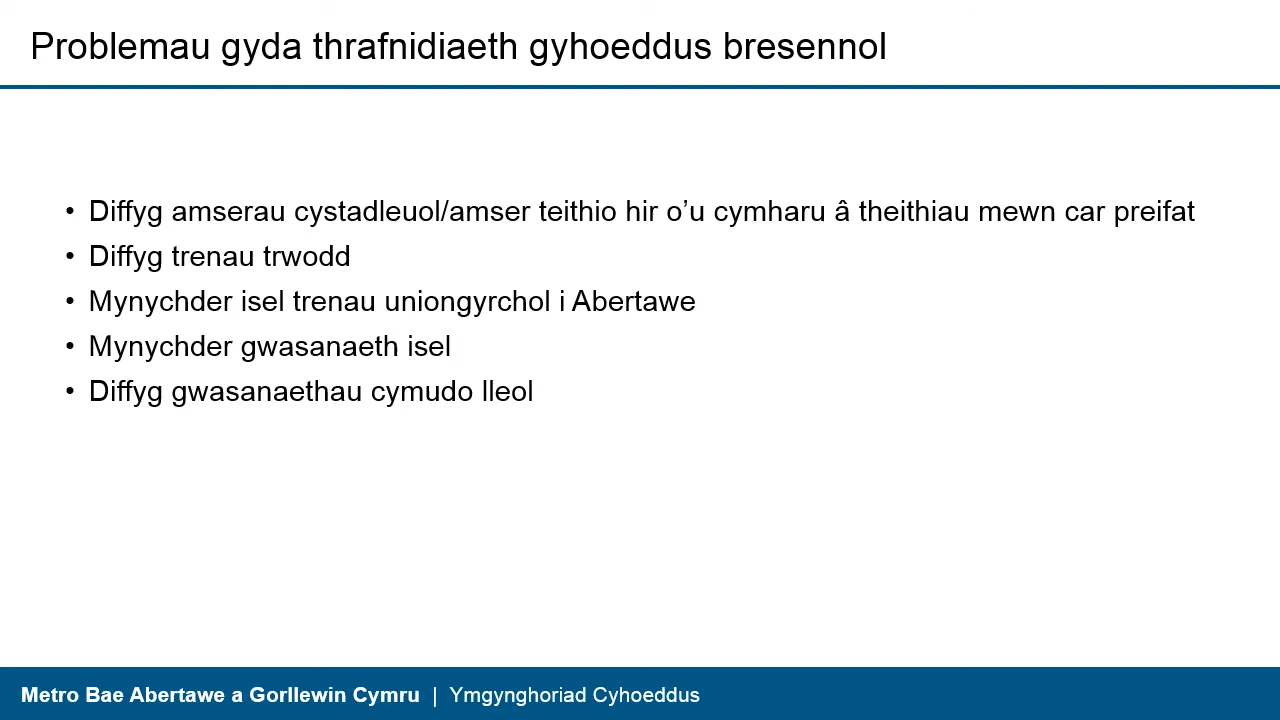 Problemau gyda thrafnidiaeth gyhoeddus bresennol
• Diffyg amserau cystadleuol/amser teithio hir o’u cymharu â theithiau mewn car preifat
• Diffyg trenau trwodd
• Mynychder isel trenau uniongyrchol i Abertawe
• Mynychder gwasanaeth isel
• Diffyg gwasanaethau cymudo lleol
Metro Bae Abertawe a Gorllewin Cymru | Ymgynghoriad Cyhoeddus